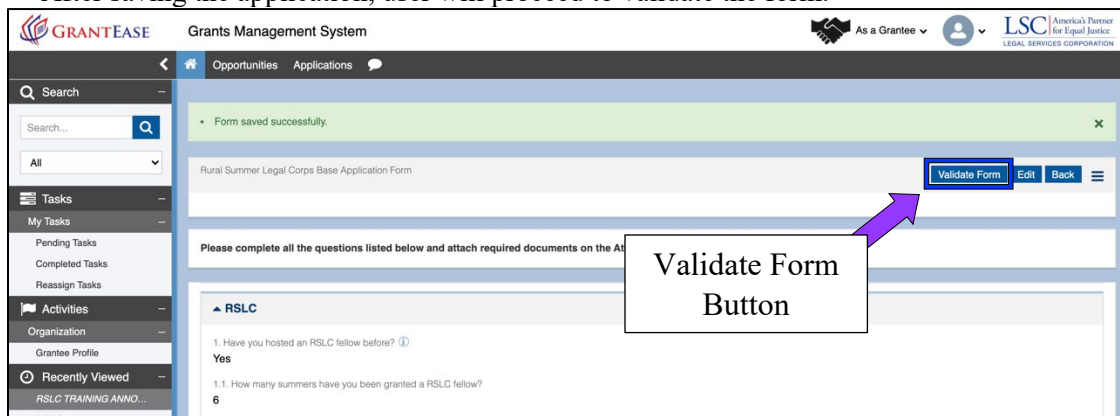 After saving the application, user will proceed to validate the form.
GRANTEASE
Grants Management System
As a Grantee
LSC America's Partner for Equal Justice
LEGAL SERVICES CORPORATION
Opportunities Applications
Search
• Form saved successfully.
x
Search...
All
Rural Summer Legal Corps Base Application Form
Validate Form Edit Back
Tasks
My Tasks
Pending Tasks
Completed Tasks
Reassign Tasks
Please complete all the questions listed below and attach required documents on the At
Validate Form
Button
Activities
Organization
Grantee Profile
Recently Viewed
RSLC TRAINING ANNO...
RSLC
1. Have you hosted an RSLC fellow before?
Yes
1.1. How many summers have you been granted a RSLC fellow?
6